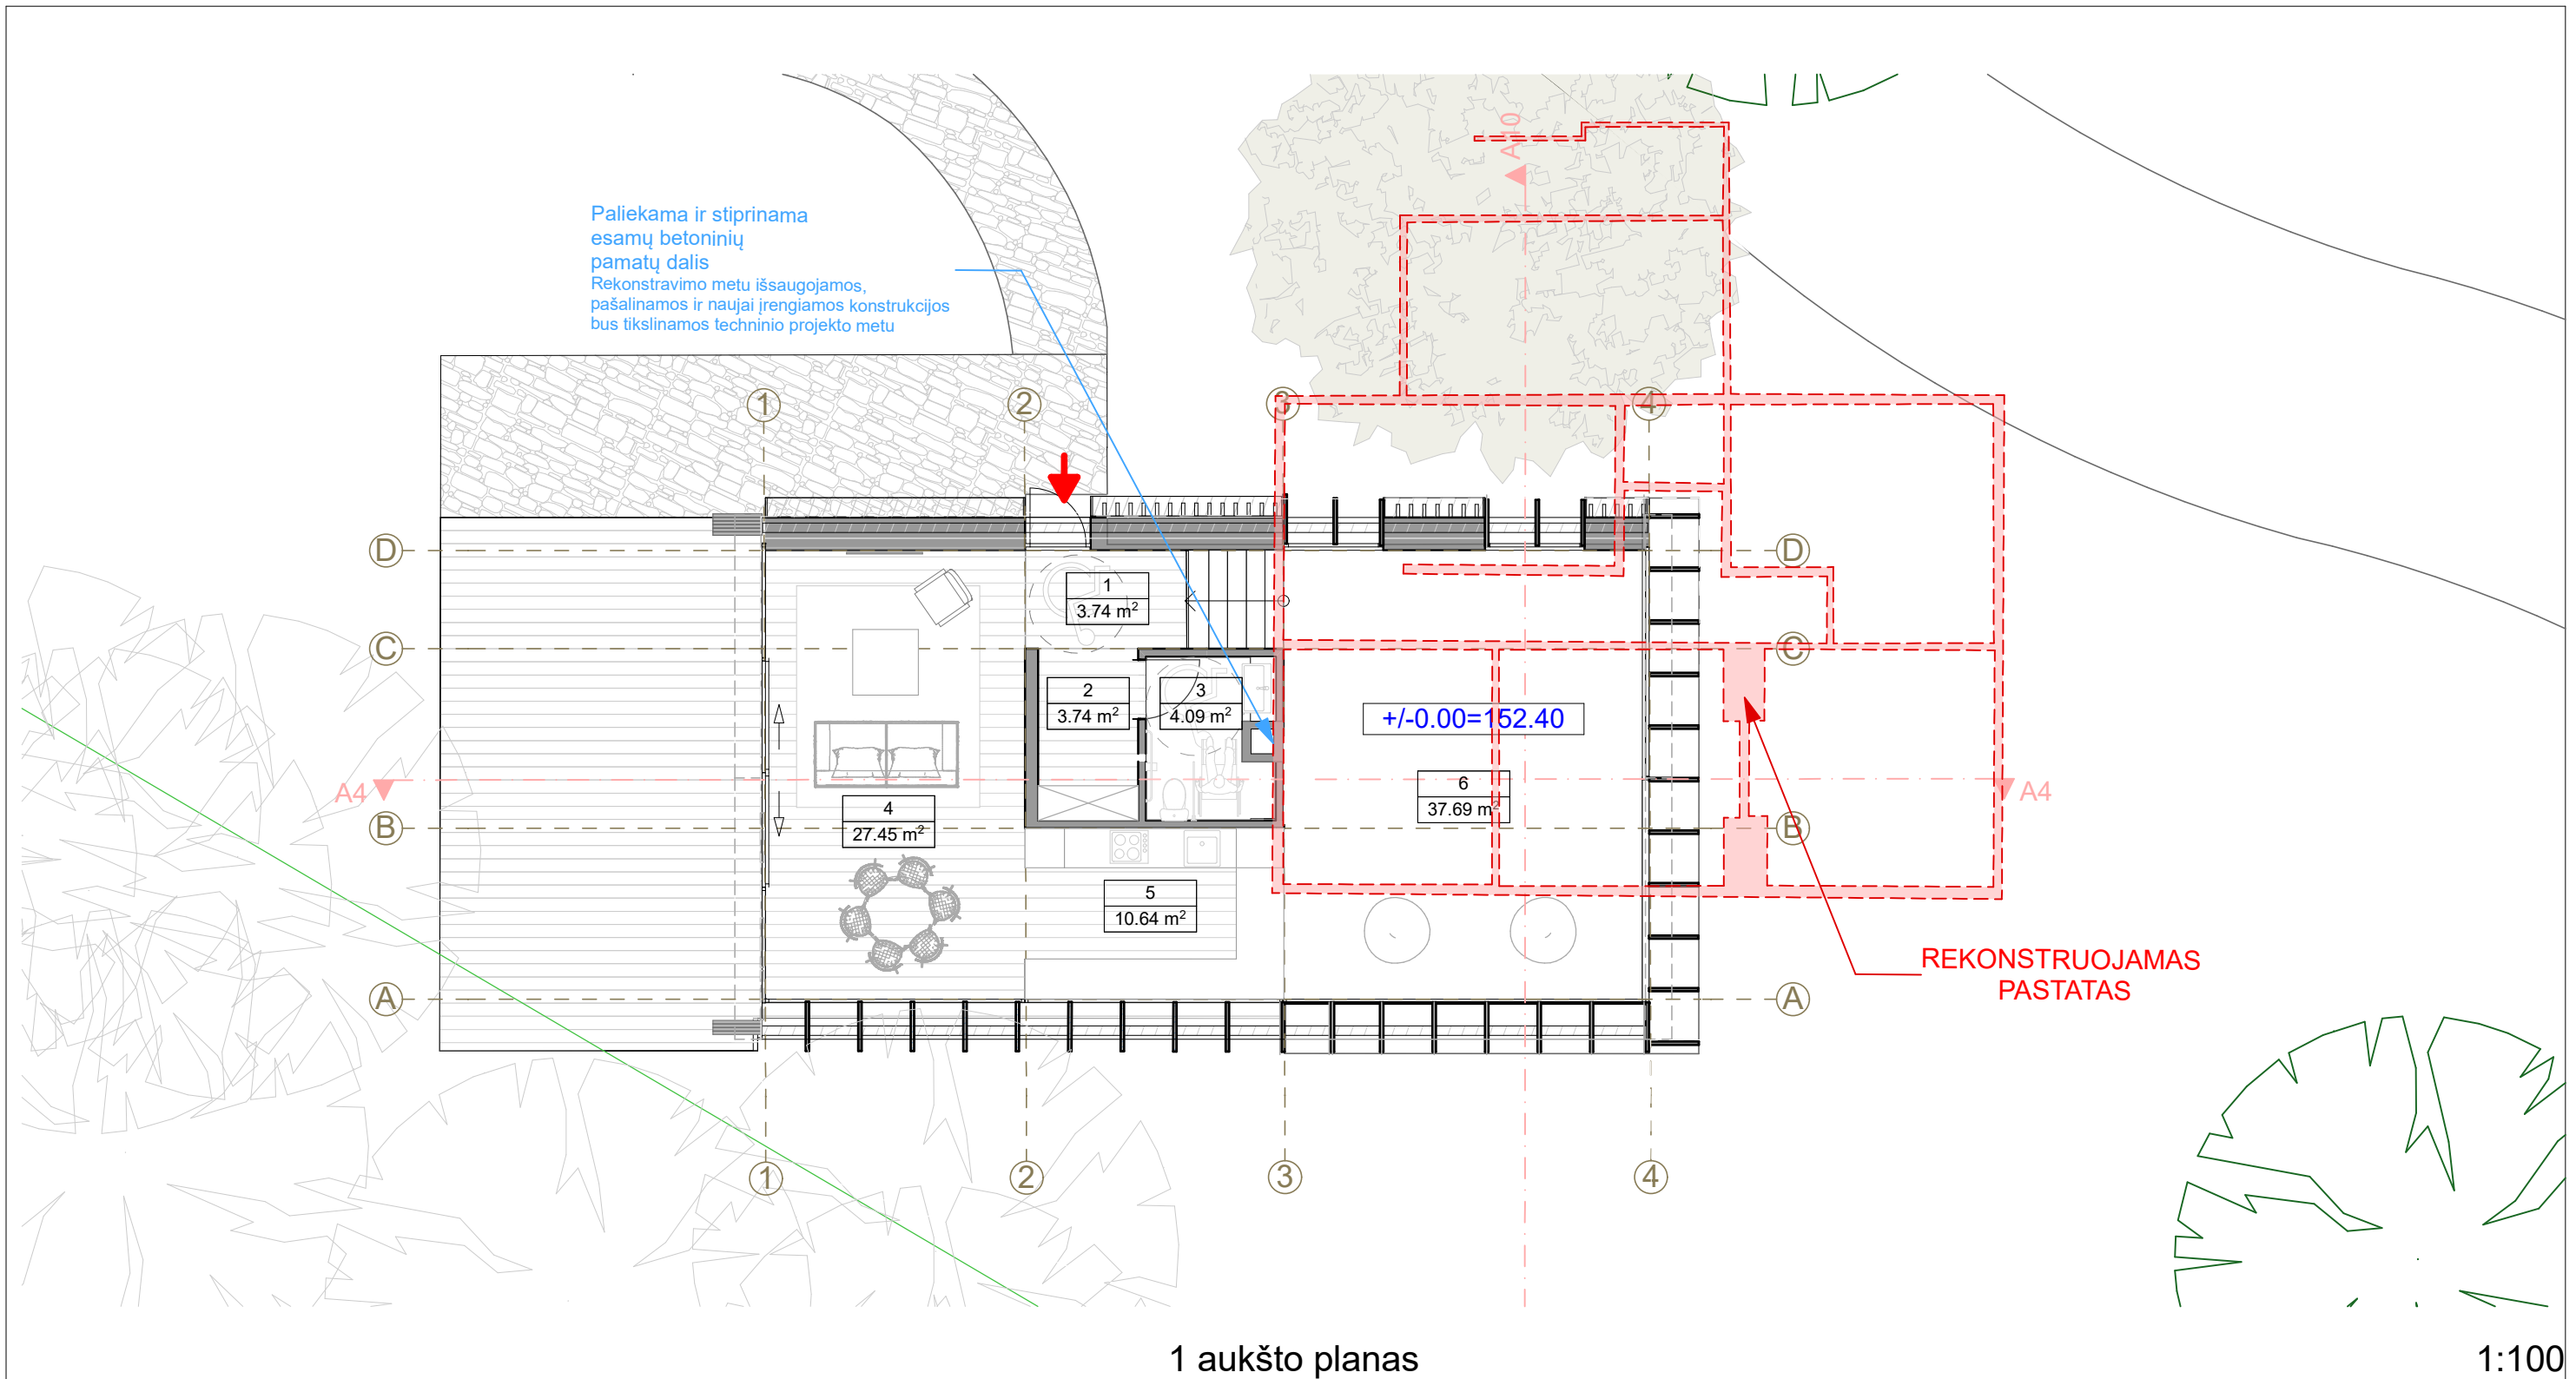 A10
Paliekama ir stiprinama
esamų betoninių
pamatų dalis
Rekonstravimo metu išsaugojamos,
pašalinamos ir naujai įrengiamos konstrukcijos
bus tikslinamos techninio projekto metu
1
2
3
4
D
D
1
3.74 m²
C
C
2
3.74 m²
3
4.09 m²
+/-0.00=152.40
A4
A4
6
37.69 m²
4
27.45 m²
B
B
5
10.64 m²
REKONSTRUOJAMAS
PASTATAS
A
A
1
2
3
4
1 aukšto planas
1:100